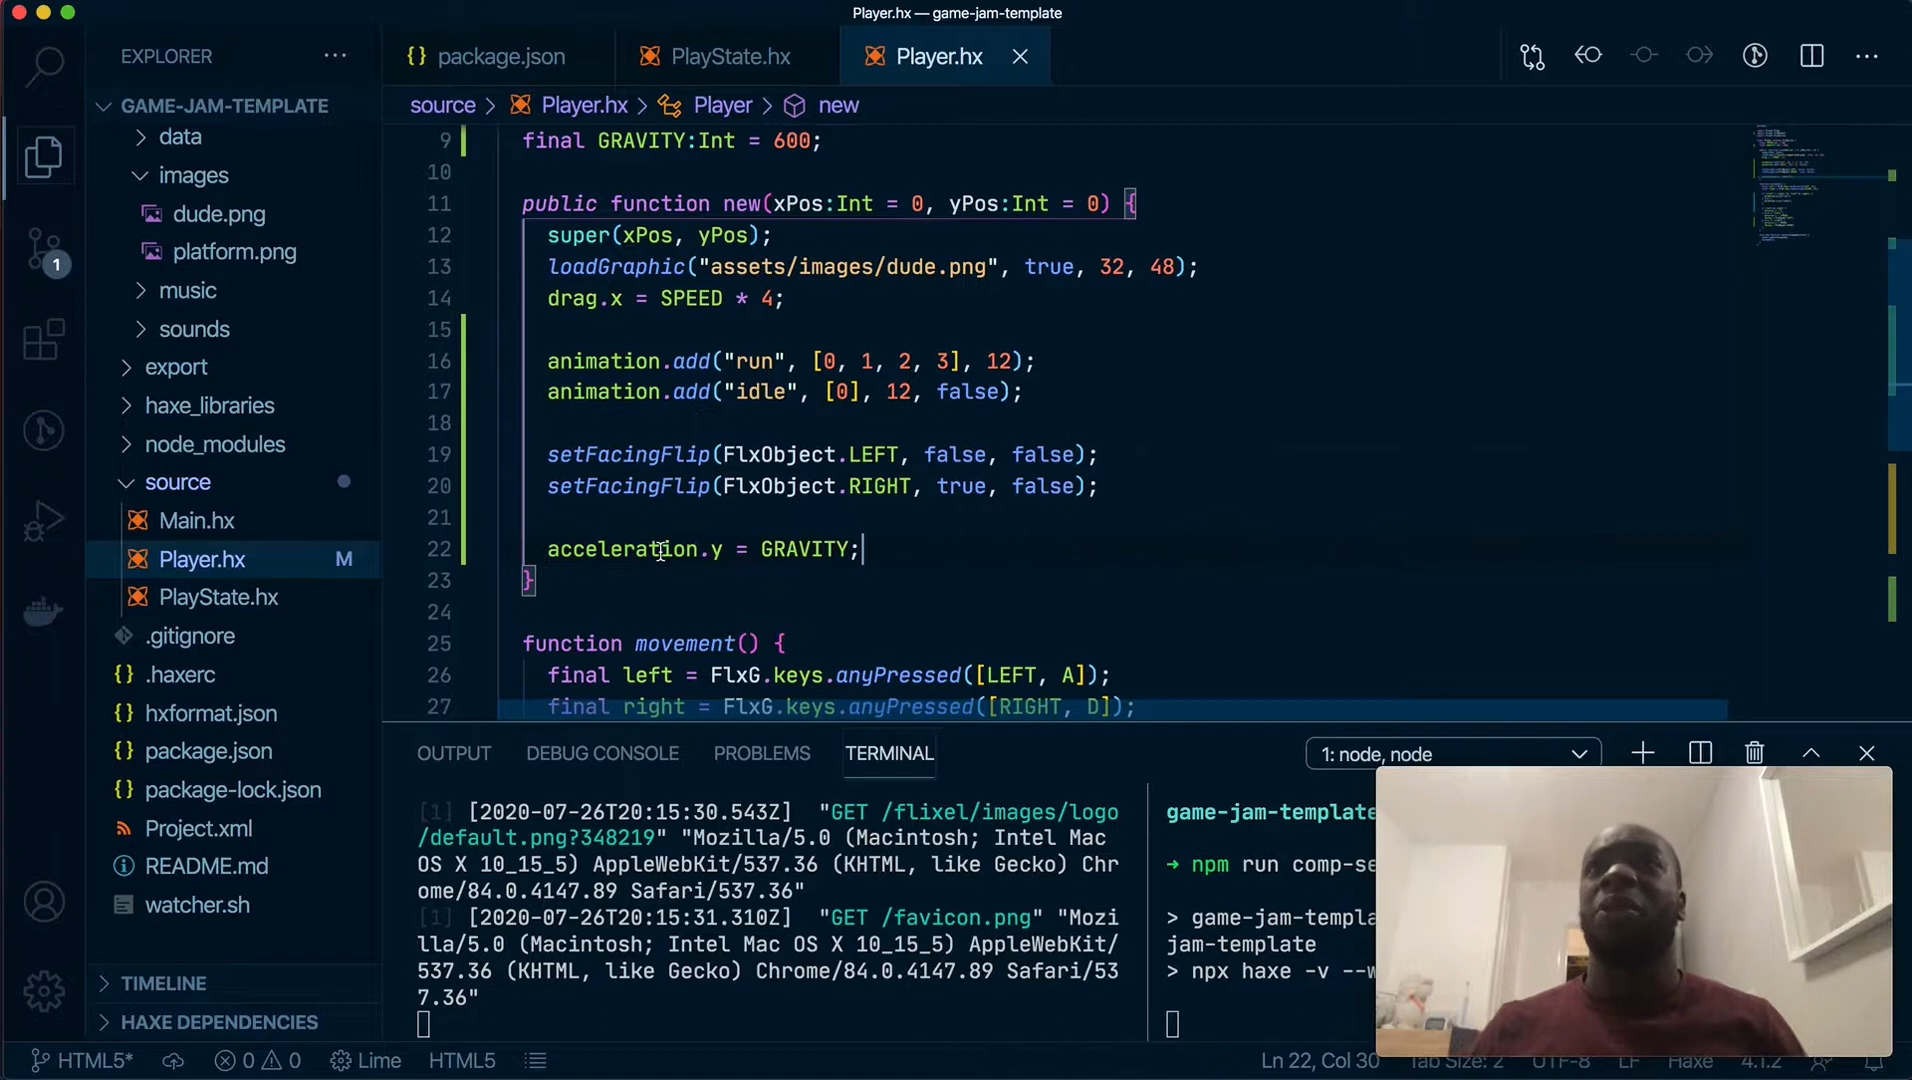 Player.hx — game-jam-template
EXPLORER
package.json
PlayState.hx
Player.hx
GAME-JAM-TEMPLATE
data
images
dude.png
platform.png
music
sounds
export
haxe_libraries
node_modules
source
Main.hx
Player.hx M
PlayState.hx
.gitignore
.haxerc
hxformat.json
package.json
package-lock.json
Project.xml
README.md
watcher.sh
TIMELINE
HAXE DEPENDENCIES
1
source > Player.hx > Player > new
9 final GRAVITY:Int = 600;
10
11 public function new(xPos:Int = 0, yPos:Int = 0) {
12 super(xPos, yPos);
13 loadGraphic("assets/images/dude.png", true, 32, 48);
14 drag.x = SPEED * 4;
15
16 animation.add("run", [0, 1, 2, 3], 12);
17 animation.add("idle", [0], 12, false);
18
19 setFacingFlip(FlxObject.LEFT, false, false);
20 setFacingFlip(FlxObject.RIGHT, true, false);
21
22 acceleration.y = GRAVITY;
23 }
24
25 function movement() {
26 final left = FlxG.keys.anyPressed([LEFT, A]);
27 final right = FlxG.keys.anyPressed([RIGHT, D]);
OUTPUT DEBUG CONSOLE PROBLEMS TERMINAL 1: node, node
[1] [2020-07-26T20:15:30.543Z] "GET /flixel/images/logo
/default.png?348219" "Mozilla/5.0 (Macintosh; Intel Mac
OS X 10_15_5) AppleWebKit/537.36 (KHTML, like Gecko) Chr
ome/84.0.4147.89 Safari/537.36"
[1] [2020-07-26T20:15:31.310Z] "GET /favicon.png" "Mozi
lla/5.0 (Macintosh; Intel Mac OS X 10_15_5) AppleWebKit/
537.36 (KHTML, like Gecko) Chrome/84.0.4147.89 Safari/53
7.36"
game-jam-template
→ npm run comp-se
> game-jam-templa
jam-template
> npx haxe -v --w
HTML5* 0 0 Lime HTML5 Ln 22, Col 30 Tab Size: 2 UTF-8 LF Haxe 4.1.2